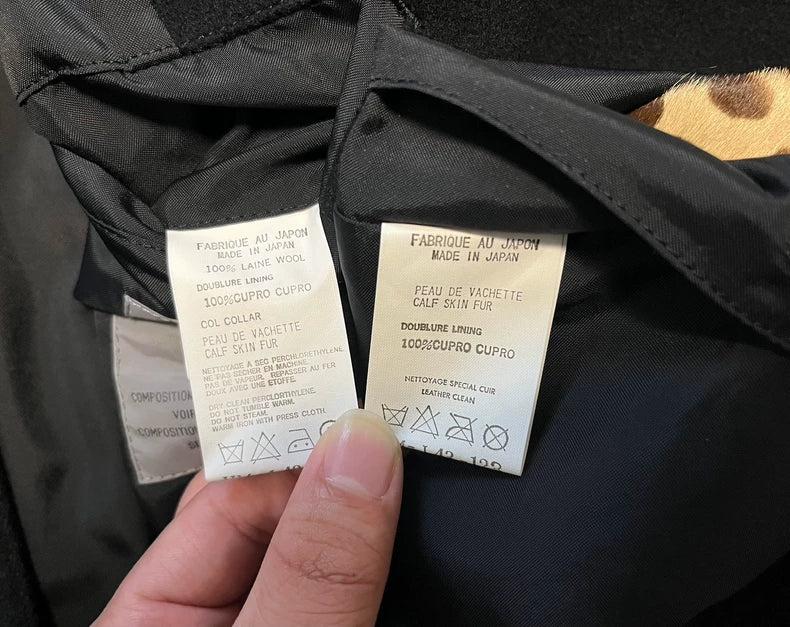 FABRIQUE AU JAPON
MADE IN JAPAN
100% LAINE WOOL
DOUBLURE LINING
100%CUPRO CUPRO
COL COLLAR
PEAU DE VACHETTE
CALF SKIN FUR
NETTOYAGE A SEC PERCHLORETHYLENE
NE PAS SECHER EN MACHINE.
PAS DE VAPEUR. REPASSER AU FER
DOUX AVEC UNE ETOFFE.
DRY CLEAN PERCLORTHYLENE.
DO NOT TUMBLE WARM.
DO NOT STEAM.
WARM IRON WITH PRESS CLOTH.
FABRIQUE AU JAPON
MADE IN JAPAN
PEAU DE VACHETTE
CALF SKIN FUR
DOUBLURE LINING
100%CUPRO CUPRO
NETTOYAGE SPECIAL CUIR
LEATHER CLEAN
COMPOSITION
VOIR
COMPOSITION